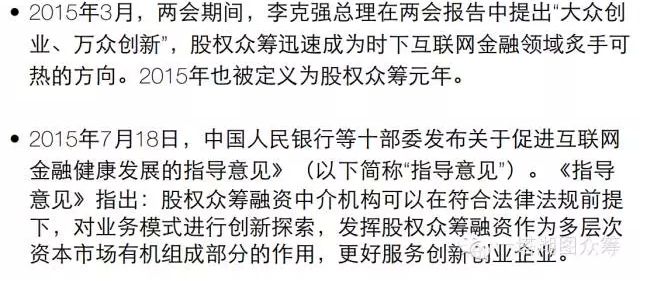 • 2015年3月，两会期间，李克强总理在两会报告中提出“大众创
业、万众创新”，股权众筹迅速成为时下互联网金融领域炙手可
热的方向。2015年也被定义为股权众筹元年。
• 2015年7月18日，中国人民银行等十部委发布关于促进互联网
金融健康发展的指导意见》（以下简称“指导意见”）。《指导
意见》指出：股权众筹融资中介机构可以在符合法律法规前提
下，对业务模式进行创新探索，发挥股权众筹融资作为多层次
资本市场有机组成部分的作用，更好服务创新创业企业。